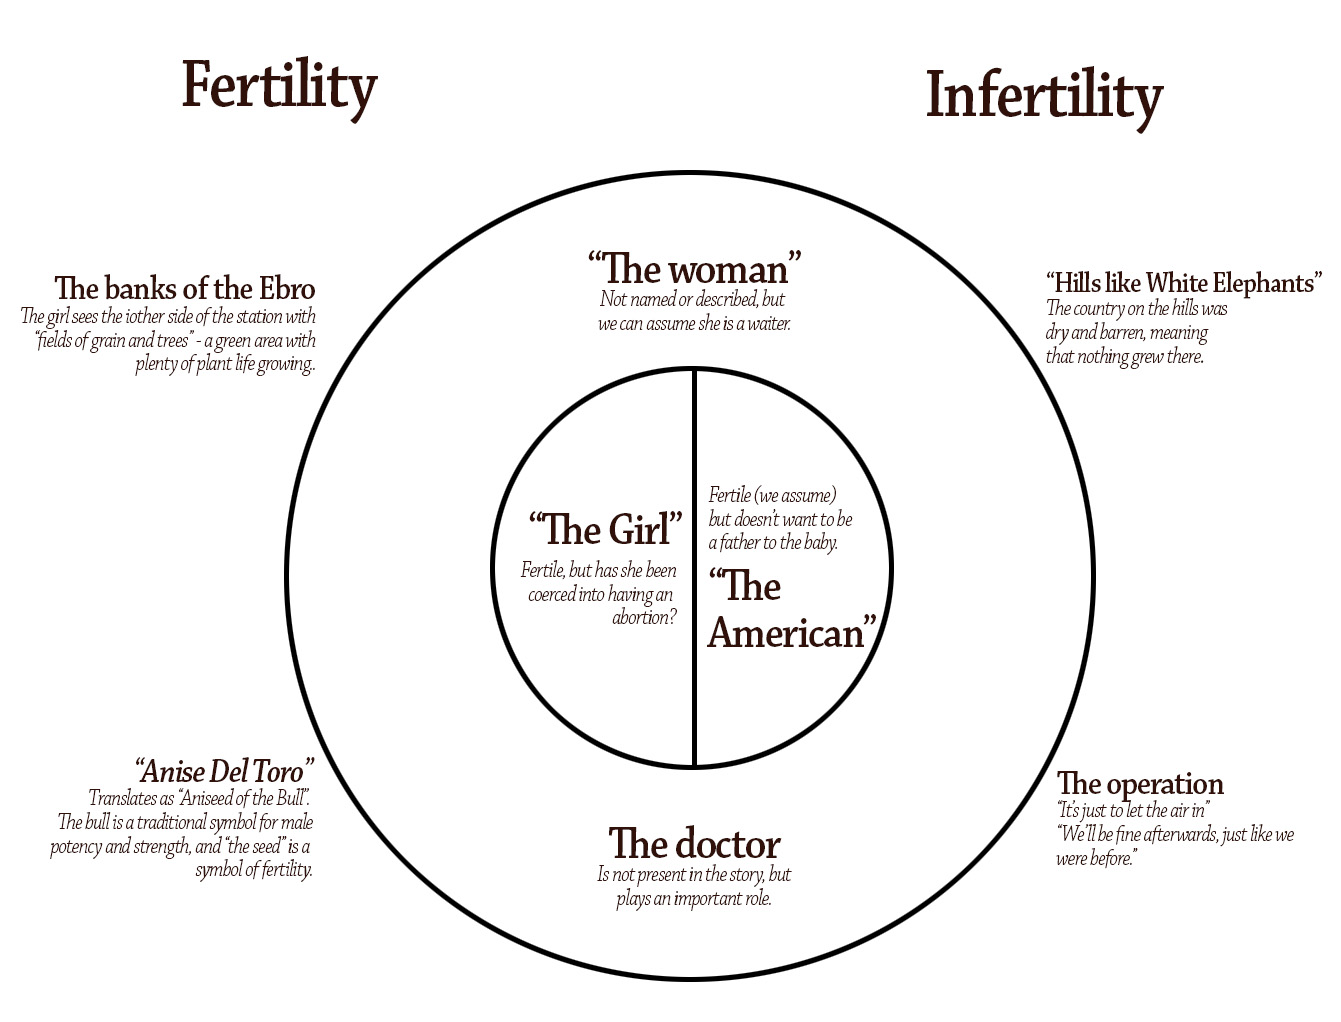 Fertility
Infertility
The banks of the Ebro
The girl sees the iother side of the station with
“fields of grain and trees” - a green area with
plenty of plant life growing..
“The woman”
Not named or described, but
we can assume she is a waiter.
“Hills like White Elephants”
The country on the hills was
dry and barren, meaning
that nothing grew there.
“The Girl”
Fertile, but has she been
coerced into having an
abortion?
Fertile (we assume)
but doesn’t want to be
a father to the baby.
“The
American”
“Anise Del Toro”
Translates as “Aniseed of the Bull”.
The bull is a traditional symbol for male
potency and strength, and “the seed” is a
symbol of fertility.
The doctor
Is not present in the story, but
plays an important role.
The operation
“It’s just to let the air in”
“We’ll be fine afterwards, just like we
were before.”